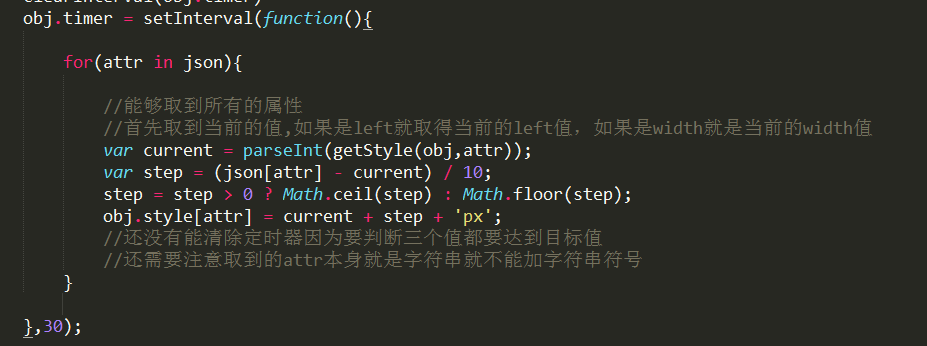 clearInterval(obj.timer)
obj.timer = setInterval(function(){
for(attr in json){
//能够取到所有的属性
//首先取到当前的值,如果是left就取得当前的left值，如果是width就是当前的width值
var current = parseInt(getStyle(obj,attr));
var step = (json[attr] - current) / 10;
step = step > 0 ? Math.ceil(step) : Math.floor(step);
obj.style[attr] = current + step + 'px';
//还没有能清除定时器因为要判断三个值都要达到目标值
//还需要注意取到的attr本身就是字符串就不能加字符串符号
}
},30);